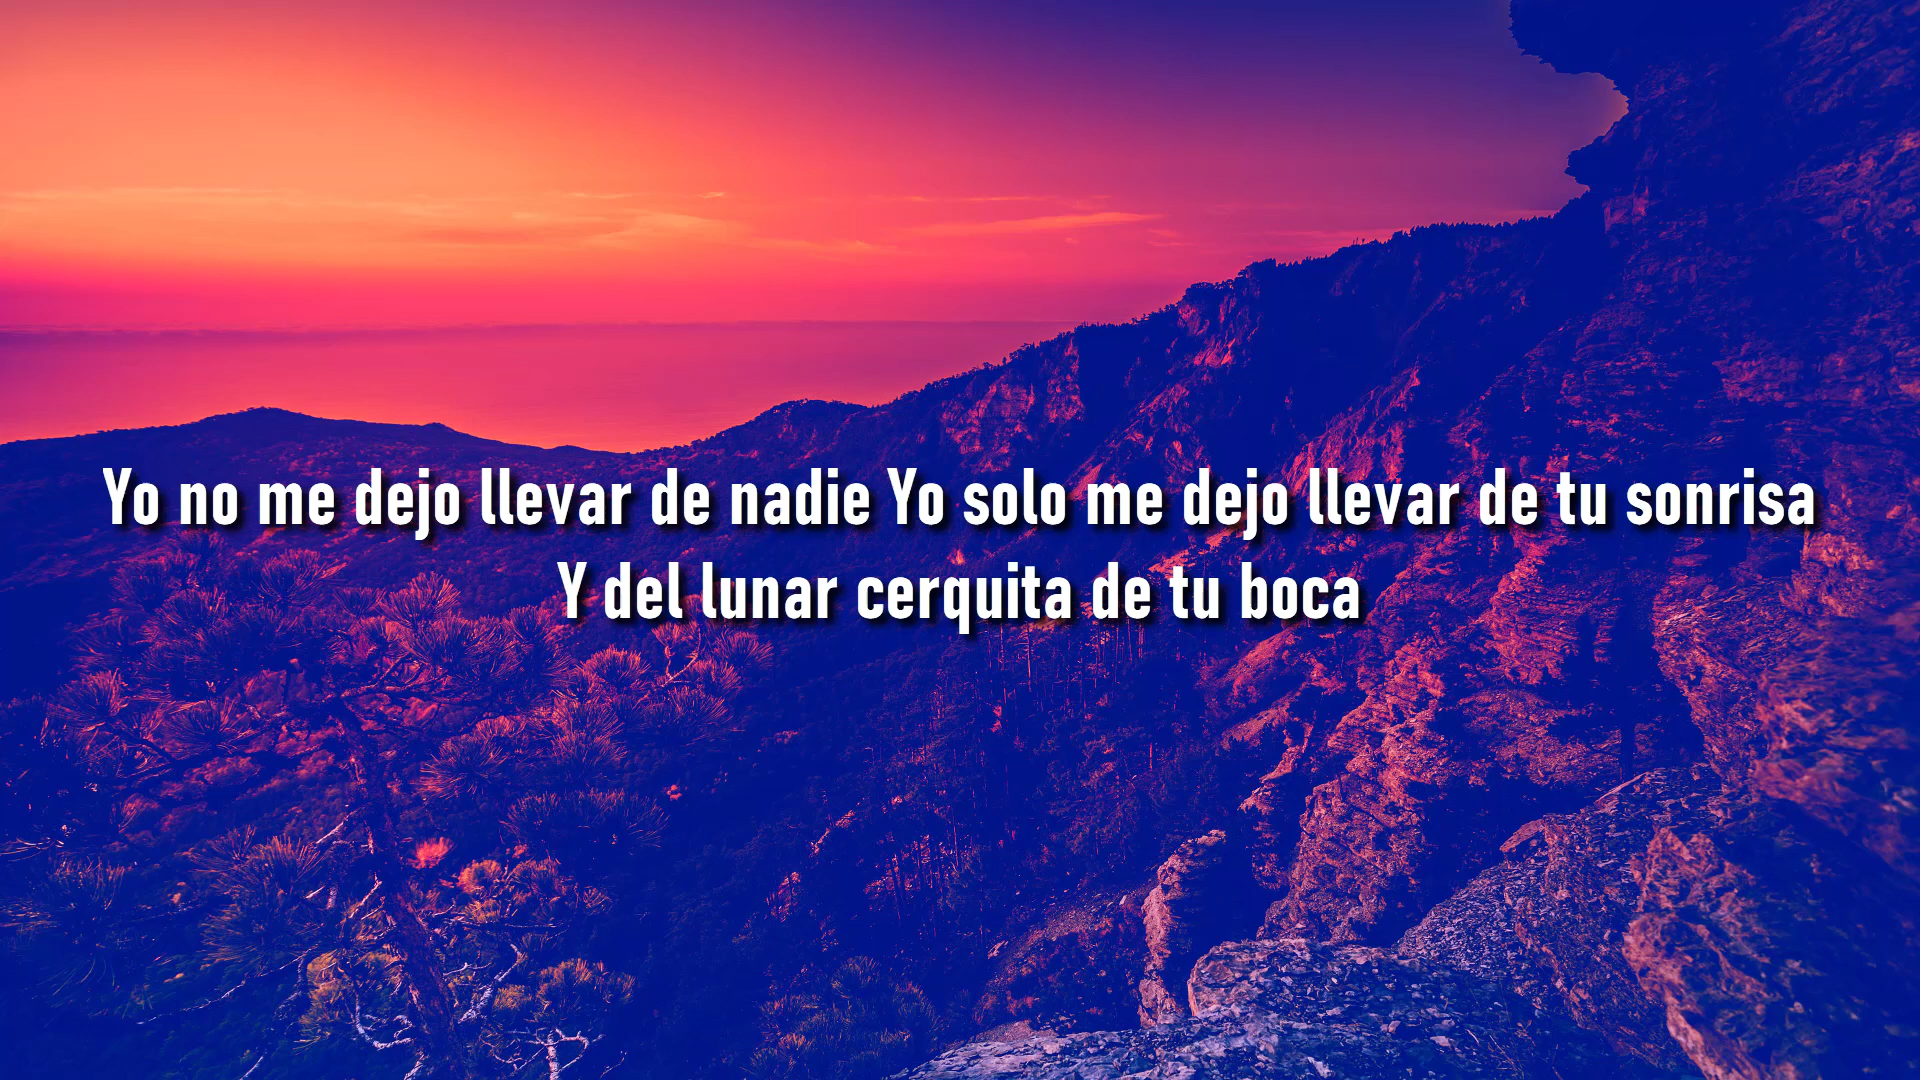 Yo no me dejo llevar de nadie Yo solo me dejo llevar de tu sonrisa
Y del lunar cerquita de tu boca